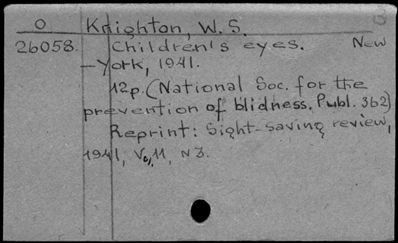 O Knighton, W. S.
26058. Children's eyes. New
York, 1941.
12p. (National Soc. for the
prevention of blidness. Publ. 362)
Reprint: Sight-saving review,
1941, V. 11, N 3.